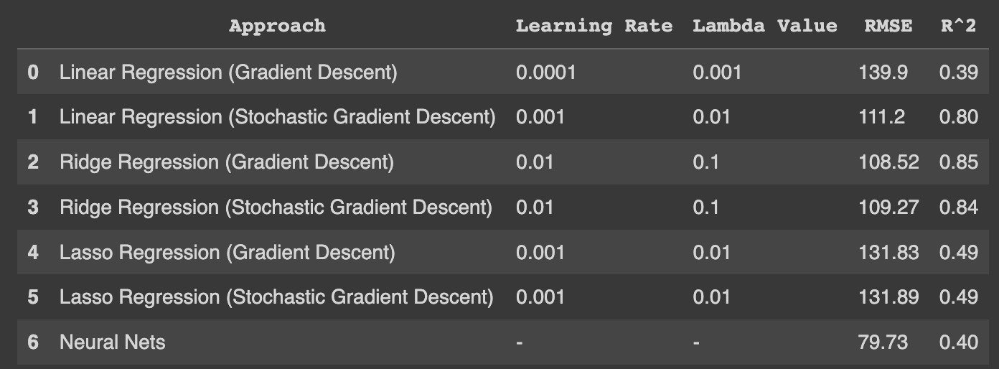 Approach Learning Rate Lambda Value RMSE R^2
0 Linear Regression (Gradient Descent) 0.0001 0.001 139.9 0.39
1 Linear Regression (Stochastic Gradient Descent) 0.001 0.01 111.2 0.80
2 Ridge Regression (Gradient Descent) 0.01 0.1 108.52 0.85
3 Ridge Regression (Stochastic Gradient Descent) 0.01 0.1 109.27 0.84
4 Lasso Regression (Gradient Descent) 0.001 0.01 131.83 0.49
5 Lasso Regression (Stochastic Gradient Descent) 0.001 0.01 131.89 0.49
6 Neural Nets - - 79.73 0.40